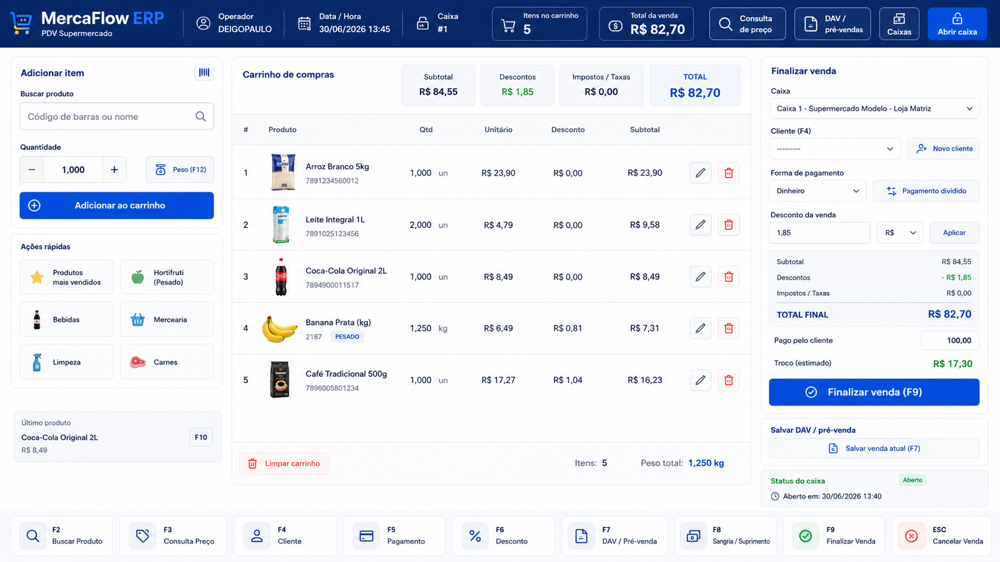 MercaFlow ERP
PDV Supermercado
Operador
DEIGOPAULO
Data / Hora
30/06/2026 13:45
Caixa
#1
Itens no carrinho
5
Total da venda
R$ 82,70
Consulta
de preço
DAV /
pré-vendas
Caixas
Abrir caixa
Adicionar item
Buscar produto
Código de barras ou nome
Quantidade
1,000
Peso (F12)
Adicionar ao carrinho
Ações rápidas
Produtos
mais vendidos
Hortifruti
(Pesado)
Bebidas
Mercearia
Limpeza
Carnes
Último produto
Coca-Cola Original 2L
R$ 8,49
F10
Carrinho de compras
Subtotal
R$ 84,55
Descontos
R$ 1,85
Impostos / Taxas
R$ 0,00
TOTAL
R$ 82,70
# Produto Qtd Unitário Desconto Subtotal
1 Arroz Branco 5kg 1,000 un R$ 23,90 R$ 0,00 R$ 23,90
7891234560012
2 Leite Integral 1L 2,000 un R$ 4,79 R$ 0,00 R$ 9,58
7891025123456
3 Coca-Cola Original 2L 1,000 un R$ 8,49 R$ 0,00 R$ 8,49
7894900011517
4 Banana Prata (kg) 1,250 kg R$ 6,49 R$ 0,81 R$ 7,31
2187 PESADO
5 Café Tradicional 500g 1,000 un R$ 17,27 R$ 1,04 R$ 16,23
7896005801234
Limpar carrinho
Itens: 5
Peso total: 1,250 kg
Finalizar venda
Caixa
Caixa 1 - Supermercado Modelo - Loja Matriz
Cliente (F4)
---------
Novo cliente
Forma de pagamento
Dinheiro
Pagamento dividido
Desconto da venda
1,85
R$
Aplicar
Subtotal R$ 84,55
Descontos - R$ 1,85
Impostos / Taxas R$ 0,00
TOTAL FINAL R$ 82,70
Pago pelo cliente 100,00
Troco (estimado) R$ 17,30
Finalizar venda (F9)
Salvar DAV / pré-venda
Salvar venda atual (F7)
Status do caixa
Aberto
Aberto em: 30/06/2026 13:40
F2
Buscar Produto
F3
Consulta Preço
F4
Cliente
F5
Pagamento
F6
Desconto
F7
DAV / Pré-venda
F8
Sangria / Suprimento
F9
Finalizar Venda
ESC
Cancelar Venda